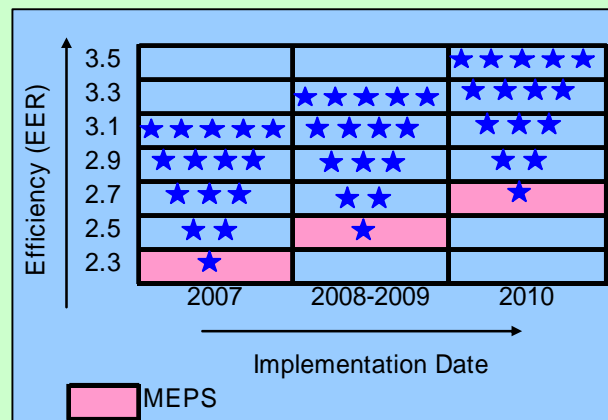 Efficiency (EER)
3.5
3.3
3.1
2.9
2.7
2.5
2.3
2007 2008-2009 2010
Implementation Date
MEPS